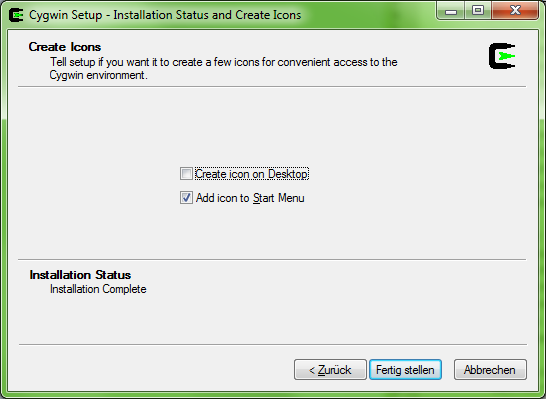 Cygwin Setup - Installation Status and Create Icons
Create Icons
Tell setup if you want it to create a few icons for convenient access to the
Cygwin environment.
Create icon on Desktop
Add icon to Start Menu
Installation Status
Installation Complete
< Zurück Fertig stellen Abbrechen